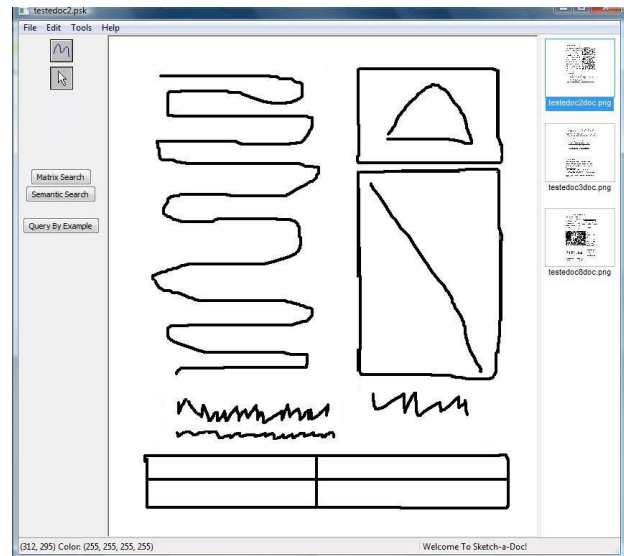 testedoc2.psk
File Edit Tools Help
Matrix Search
Semantic Search
Query By Example
testedoc2doc.png
testedoc3doc.png
testedoc8doc.png
(312, 295) Color: (255, 255, 255, 255)
Welcome To Sketch-a-Doc!